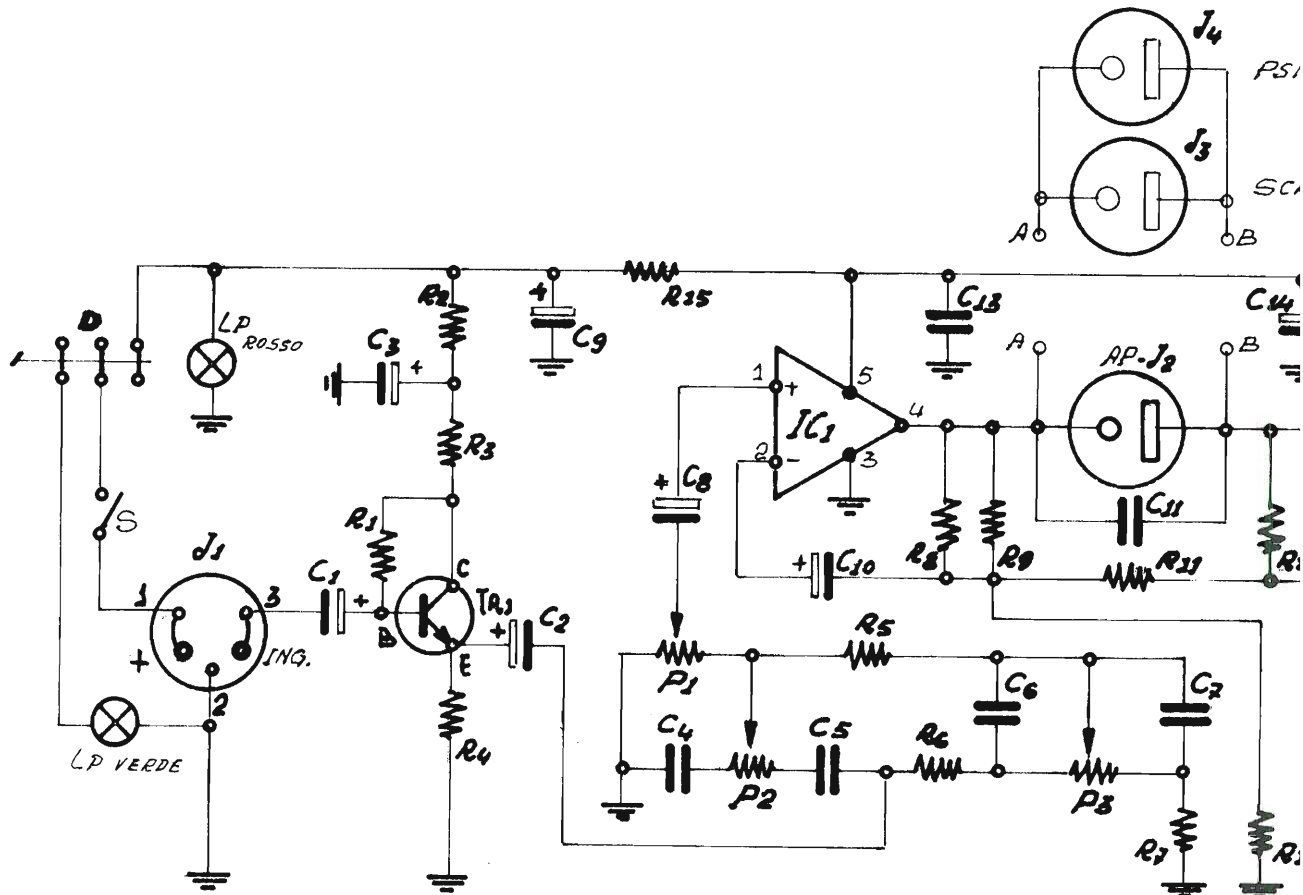 J4
J3
A
B
D
LP
ROSSO
R2
C3
+
R3
+
C9
R15
C13
C14
A
B
AP-J2
1
+
5
IC1
4
2
-
3
+
C8
R8
R9
C11
R11
+
C10
S
J1
1
3
+
ING.
2
C1
+
R1
B
C
TR1
E
+
C2
R4
LP VERDE
P1
R5
C4
P2
C5
R6
C6
P3
C7
R7